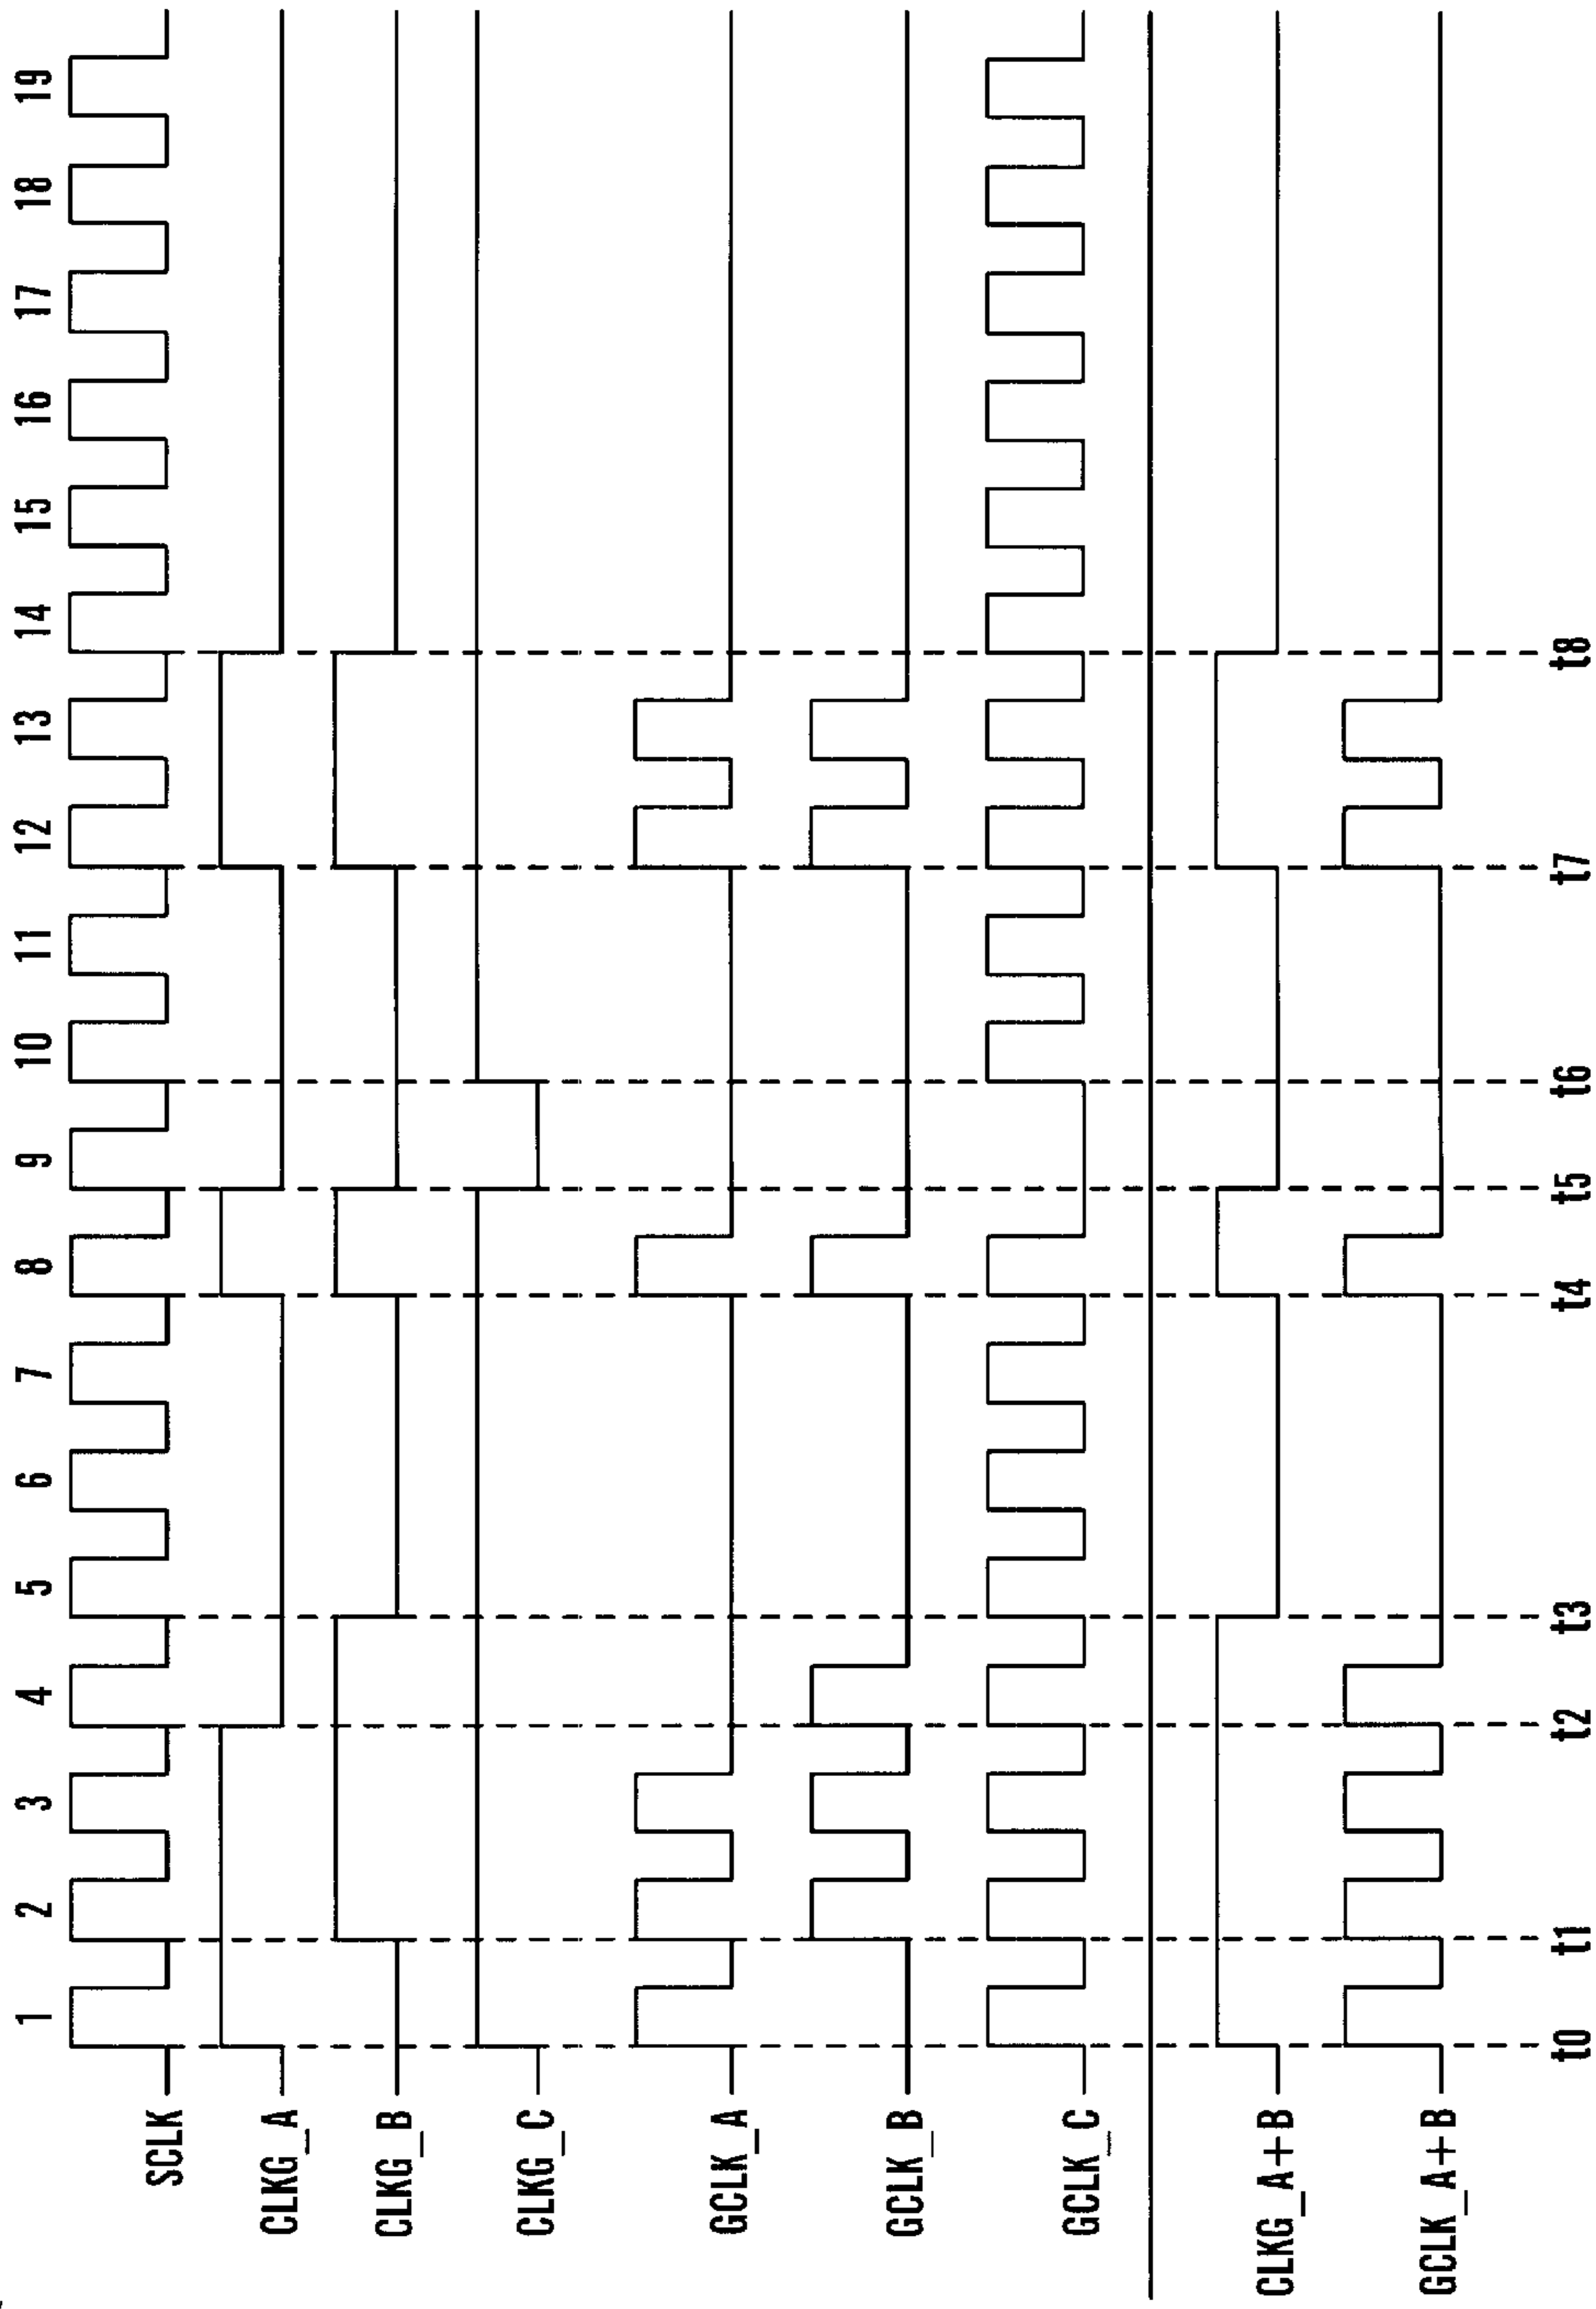 1 2 3 4 5 6 7 8 9 10 11 12 13 14 15 16 17 18 19
SCLK
CLKG_A
CLKG_B
CLKG_C
GCLK_A
GCLK_B
GCLK_C
CLKG_A+B
GCLK_A+B
t0 t1 t2 t3 t4 t5 t6 t7 t8